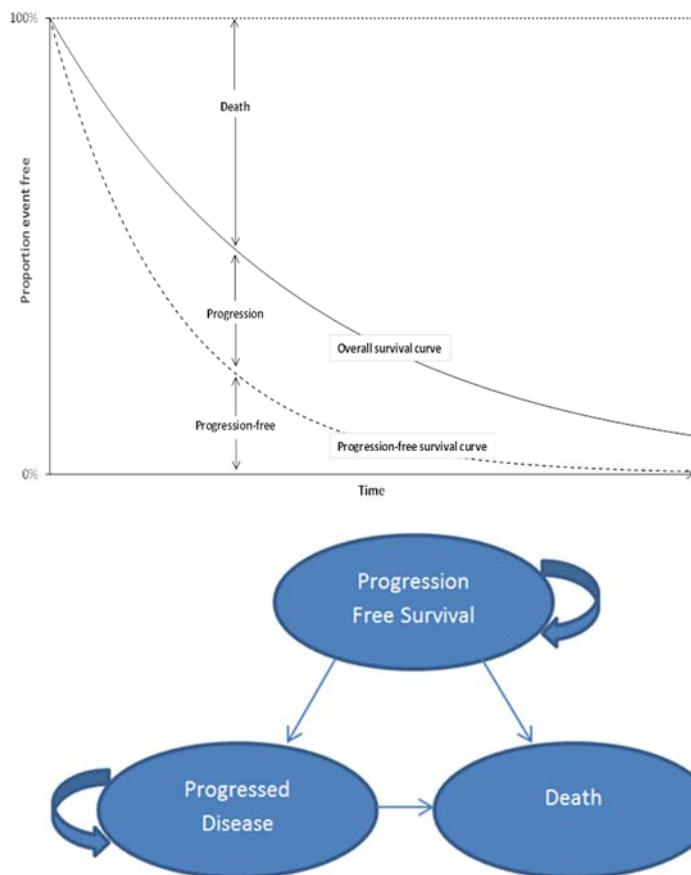 100%
Death
Proportion event free
Progression
Overall survival curve
Progression-free
Progression-free survival curve
0%
Time
Progression
Free Survival
Progressed
Disease
Death